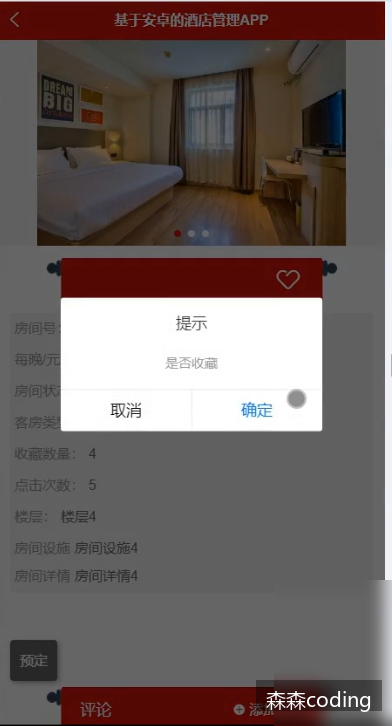 基于安卓的酒店管理APP
DREAM
BIG
提示
是否收藏
取消 确定
房间号:
每晚/元
房间状态
客房类
收藏数量: 4
点击次数: 5
楼层: 楼层4
房间设施 房间设施4
房间详情 房间详情4
预定
评论
森森coding